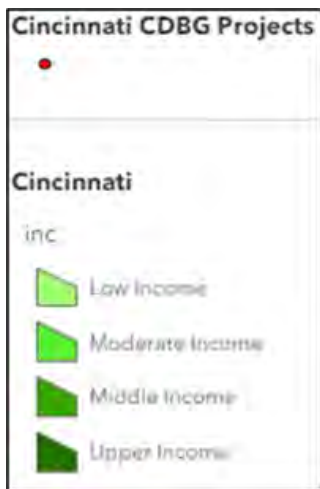 Cincinnati CDBG Projects
Cincinnati
inc
Low Income
Moderate Income
Middle Income
Upper Income